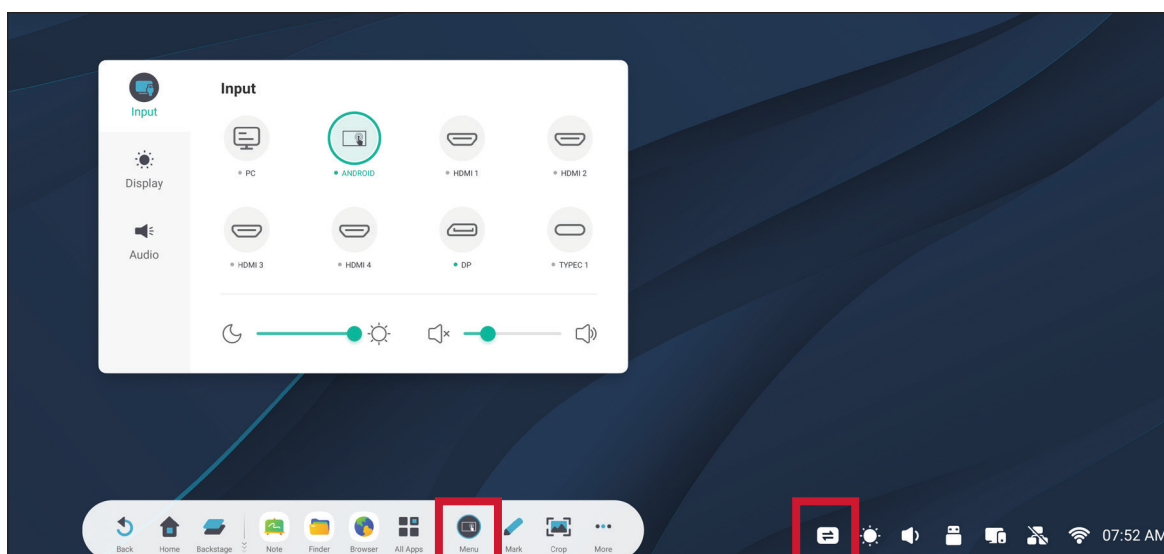 Input
Input
PC
ANDROID
HDMI 1
HDMI 2
Display
Audio
HDMI 3
HDMI 4
DP
TYPEC 1
Back
Home
Backstage
Note
Finder
Browser
All Apps
Menu
Mark
Crop
More
07:52 AM